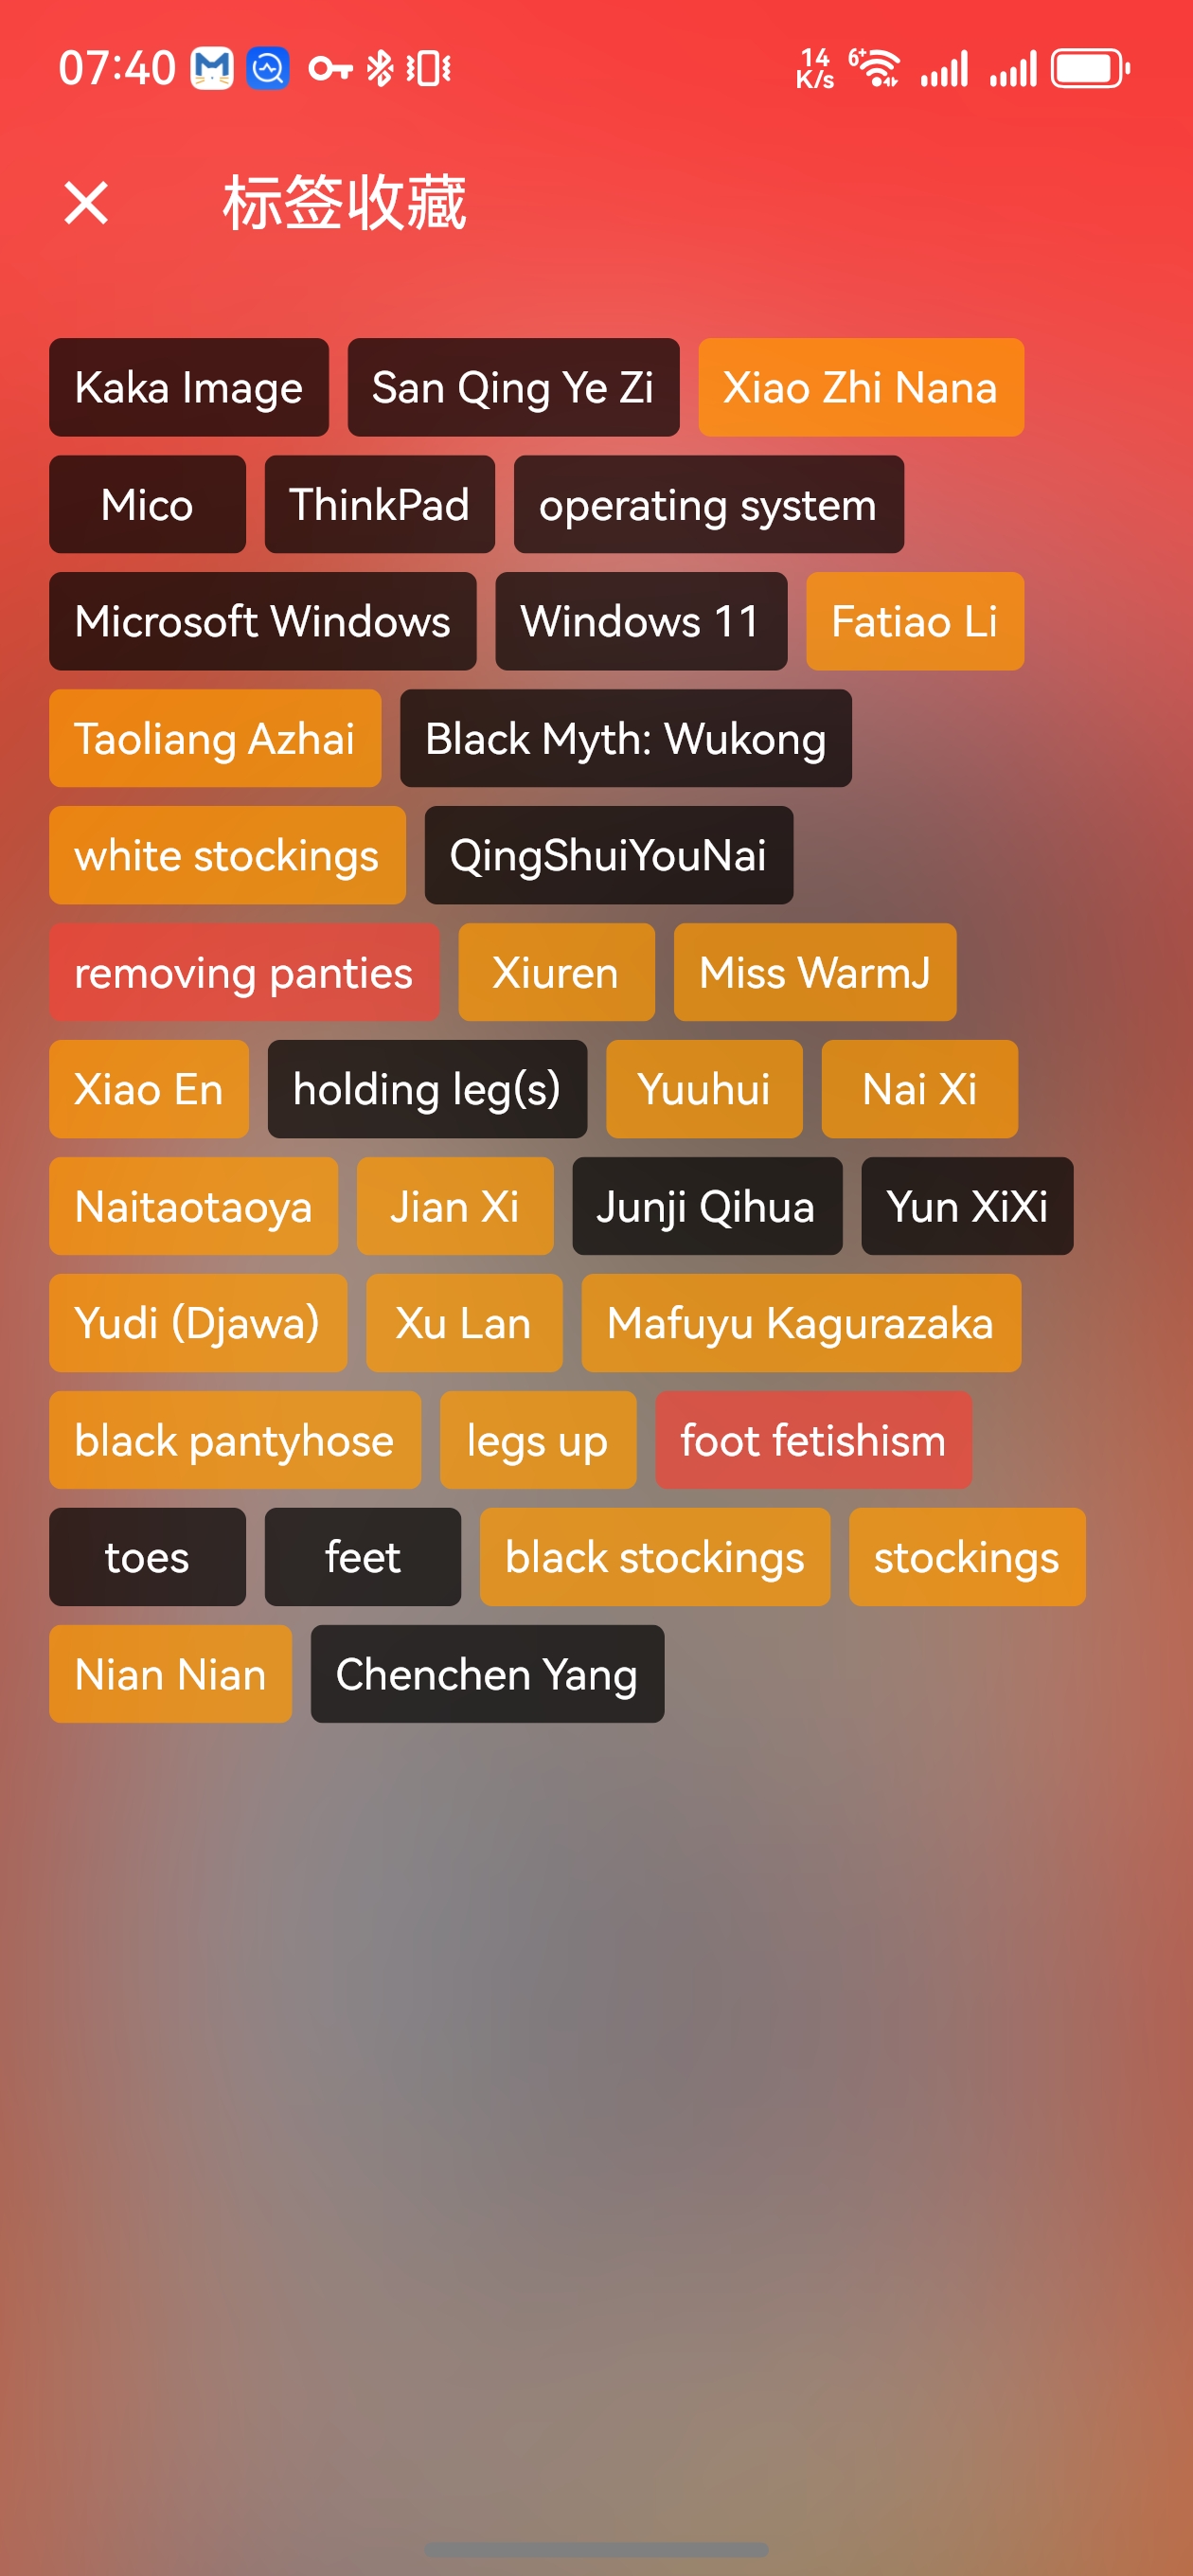 07:40 14 K/s 6+
标签收藏
Kaka Image San Qing Ye Zi Xiao Zhi Nana
Mico ThinkPad operating system
Microsoft Windows Windows 11 Fatiao Li
Taoliang Azhai Black Myth: Wukong
white stockings QingShuiYouNai
removing panties Xiuren Miss WarmJ
Xiao En holding leg(s) Yuuhui Nai Xi
Naitaotaoya Jian Xi Junji Qihua Yun XiXi
Yudi (Djawa) Xu Lan Mafuyu Kagurazaka
black pantyhose legs up foot fetishism
toes feet black stockings stockings
Nian Nian Chenchen Yang